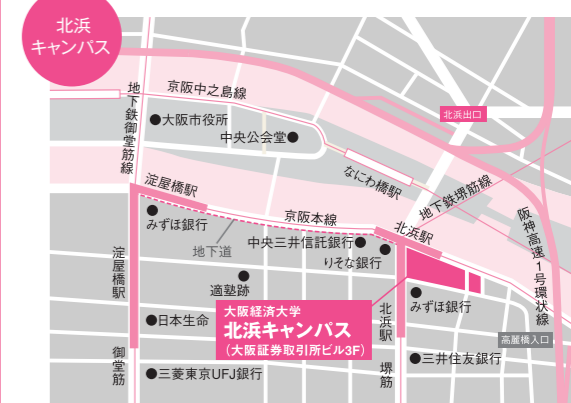 北浜
キャンパス
京阪中之島線
地下鉄御堂筋線
●大阪市役所
中央公会堂●
北浜出口
なにわ橋駅
地下鉄堺筋線
淀屋橋駅
みずほ銀行
地下道
京阪本線
北浜駅
阪神高速1号環状線
中央三井信託銀行●
りそな銀行
淀屋橋駅
適塾跡
大阪経済大学
北浜キャンパス
(大阪証券取引所ビル3F)
みずほ銀行
●日本生命
北浜駅
高麗橋入口
御堂筋
堺筋
●三井住友銀行
●三菱東京UFJ銀行